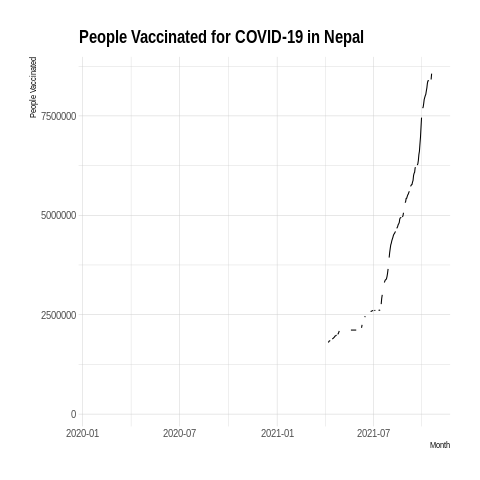 People Vaccinated for COVID-19 in Nepal
People Vaccinated
7500000
5000000
2500000
0
2020-01 2020-07 2021-01 2021-07
Month